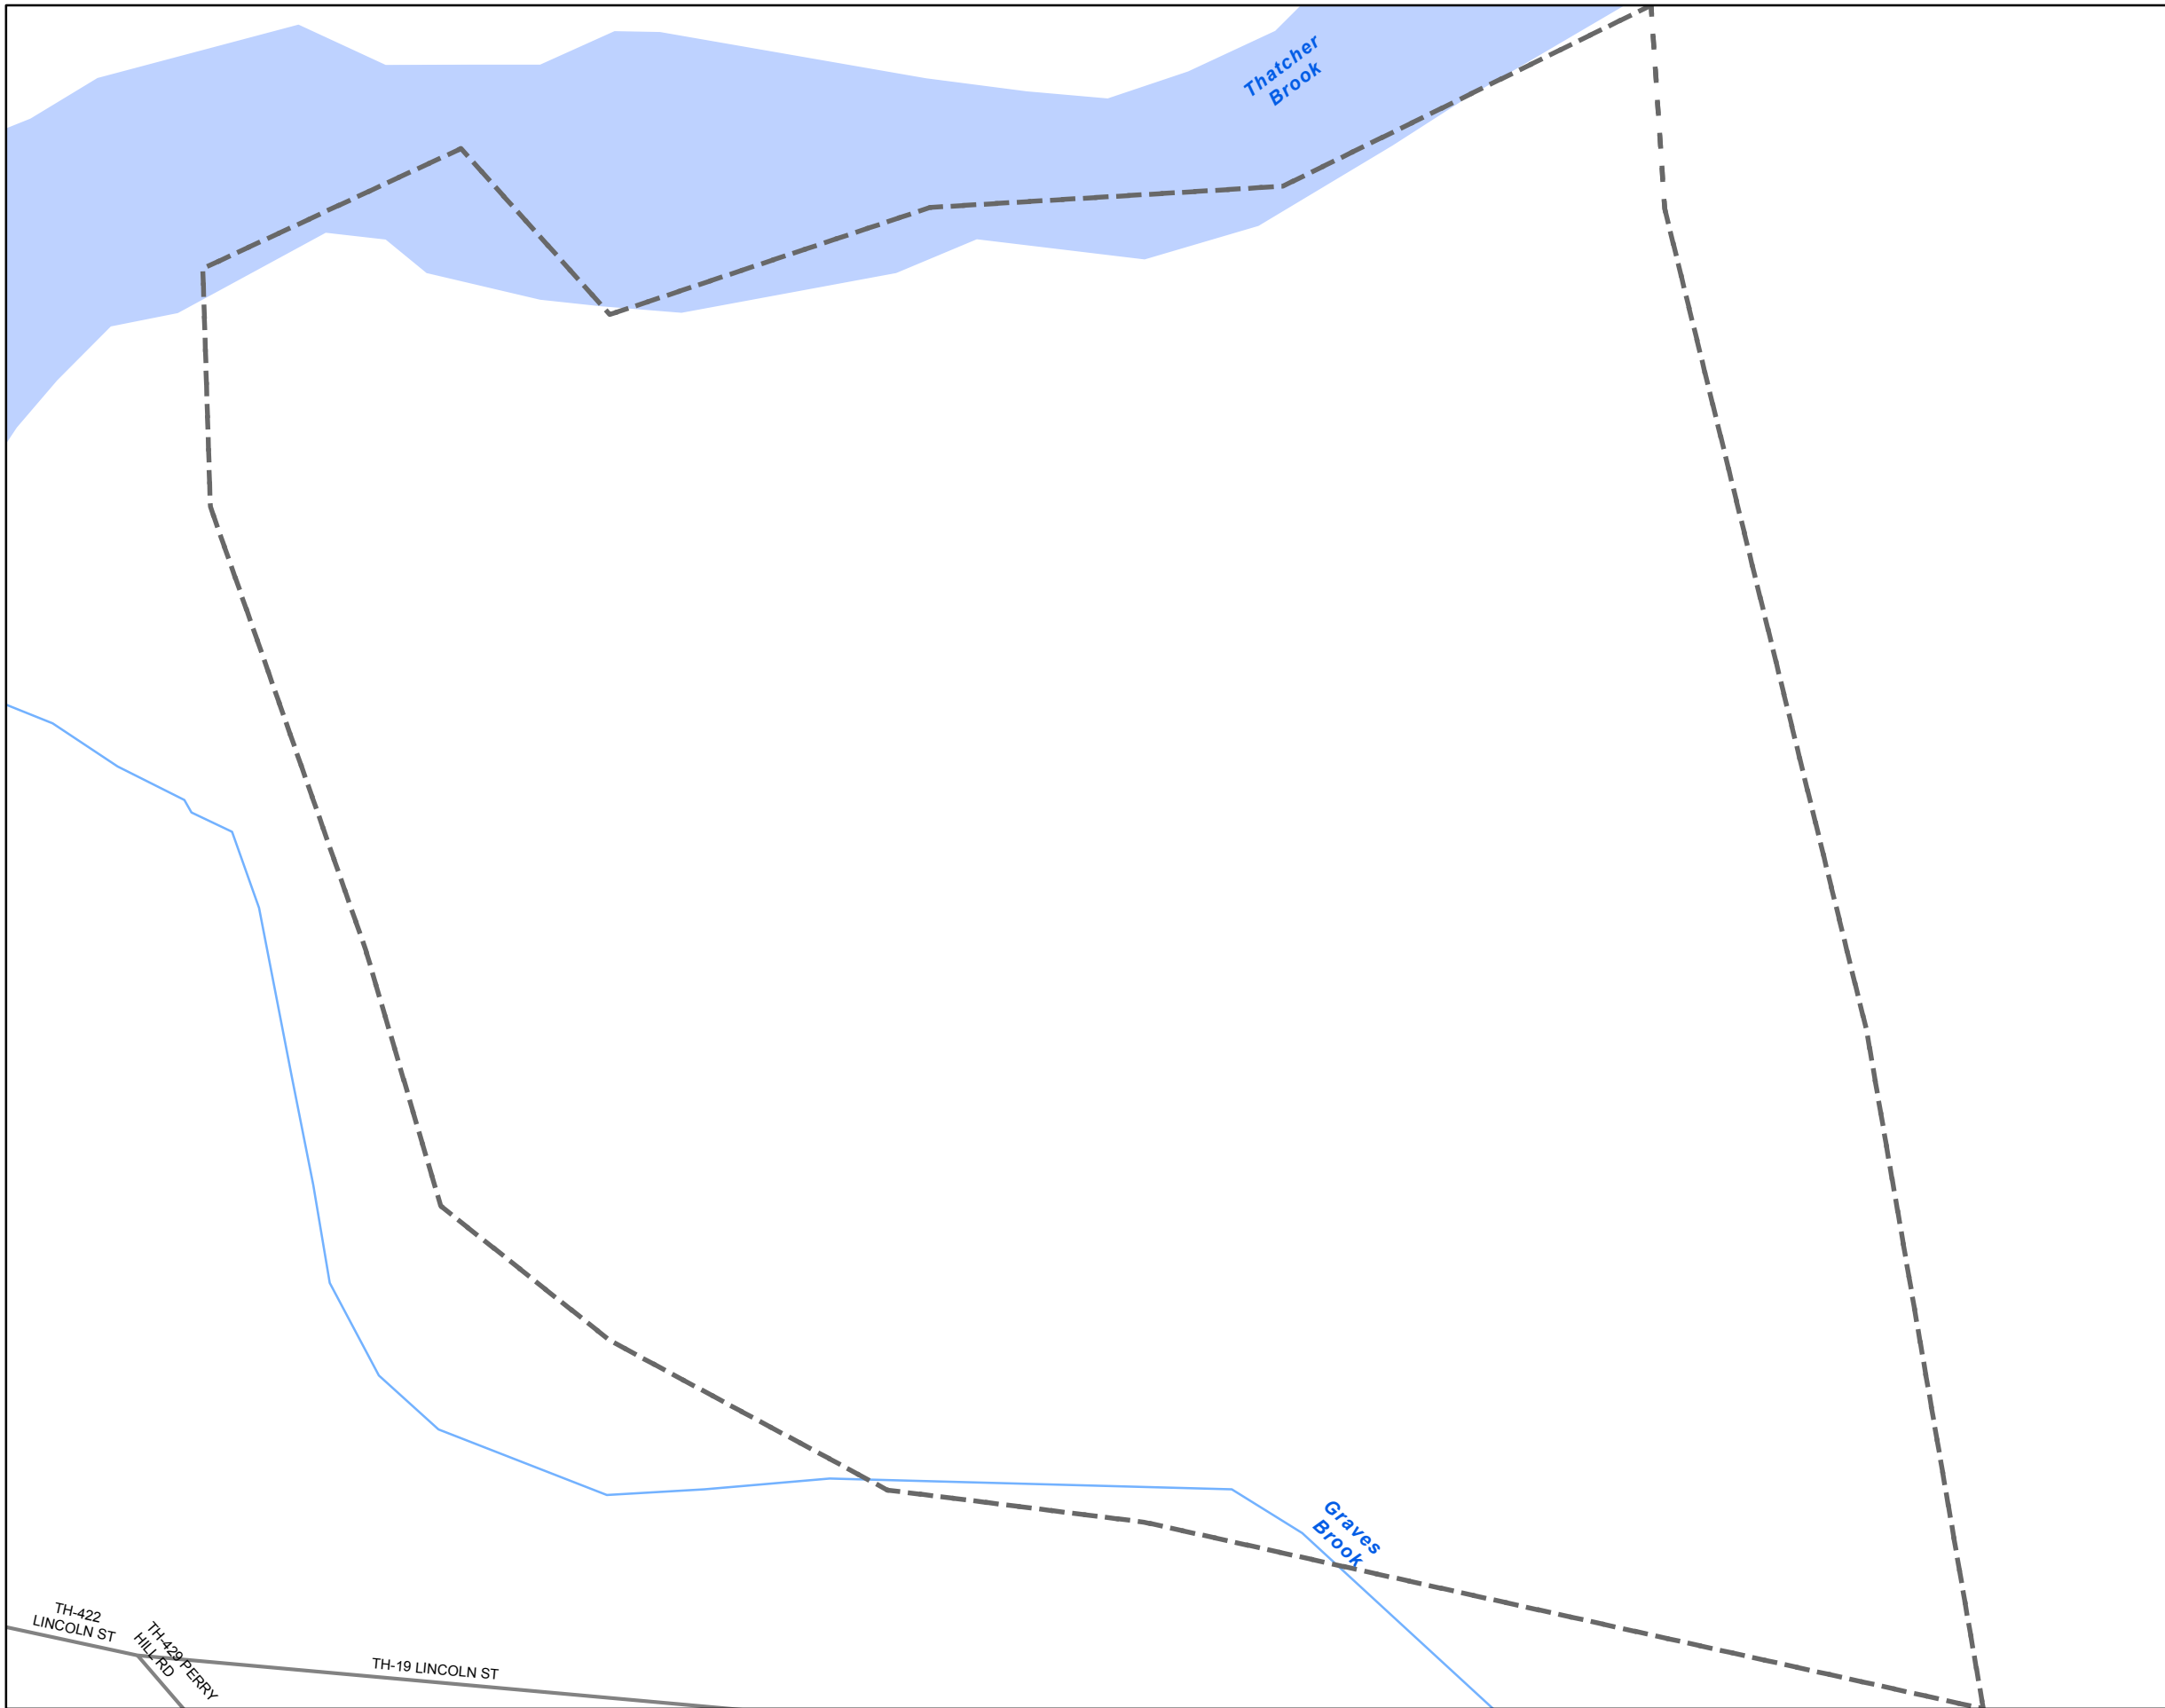 Thatcher
Brook
Graves
Brook
TH-422
LINCOLN ST
TH-429 PERRY
HILL RD
TH-19 LINCOLN ST